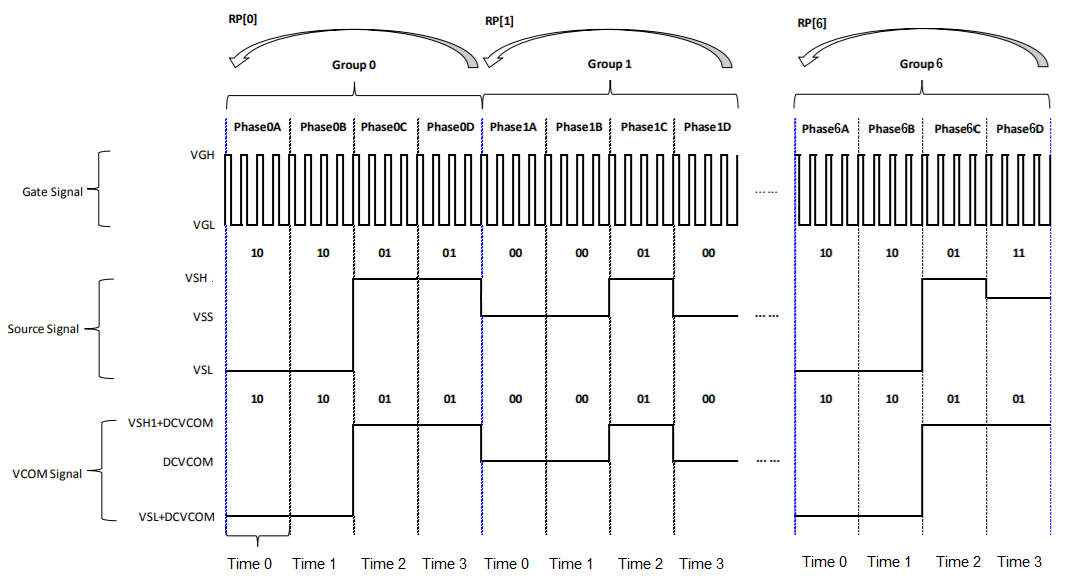 RP[0] RP[1] RP[6]
Group 0 Group 1 Group 6
Phase0A Phase0B Phase0C Phase0D Phase1A Phase1B Phase1C Phase1D Phase6A Phase6B Phase6C Phase6D
VGH
Gate Signal
... ...
VGL
10 10 01 01 00 00 01 00 10 10 01 11
VSH .
VSS ... ...
Source Signal
VSL
10 10 01 01 00 00 01 00 10 10 01 01
VSH1+DCVCOM
DCVCOM ... ...
VCOM Signal
VSL+DCVCOM
Time 0 Time 1 Time 2 Time 3 Time 0 Time 1 Time 2 Time 3 Time 0 Time 1 Time 2 Time 3